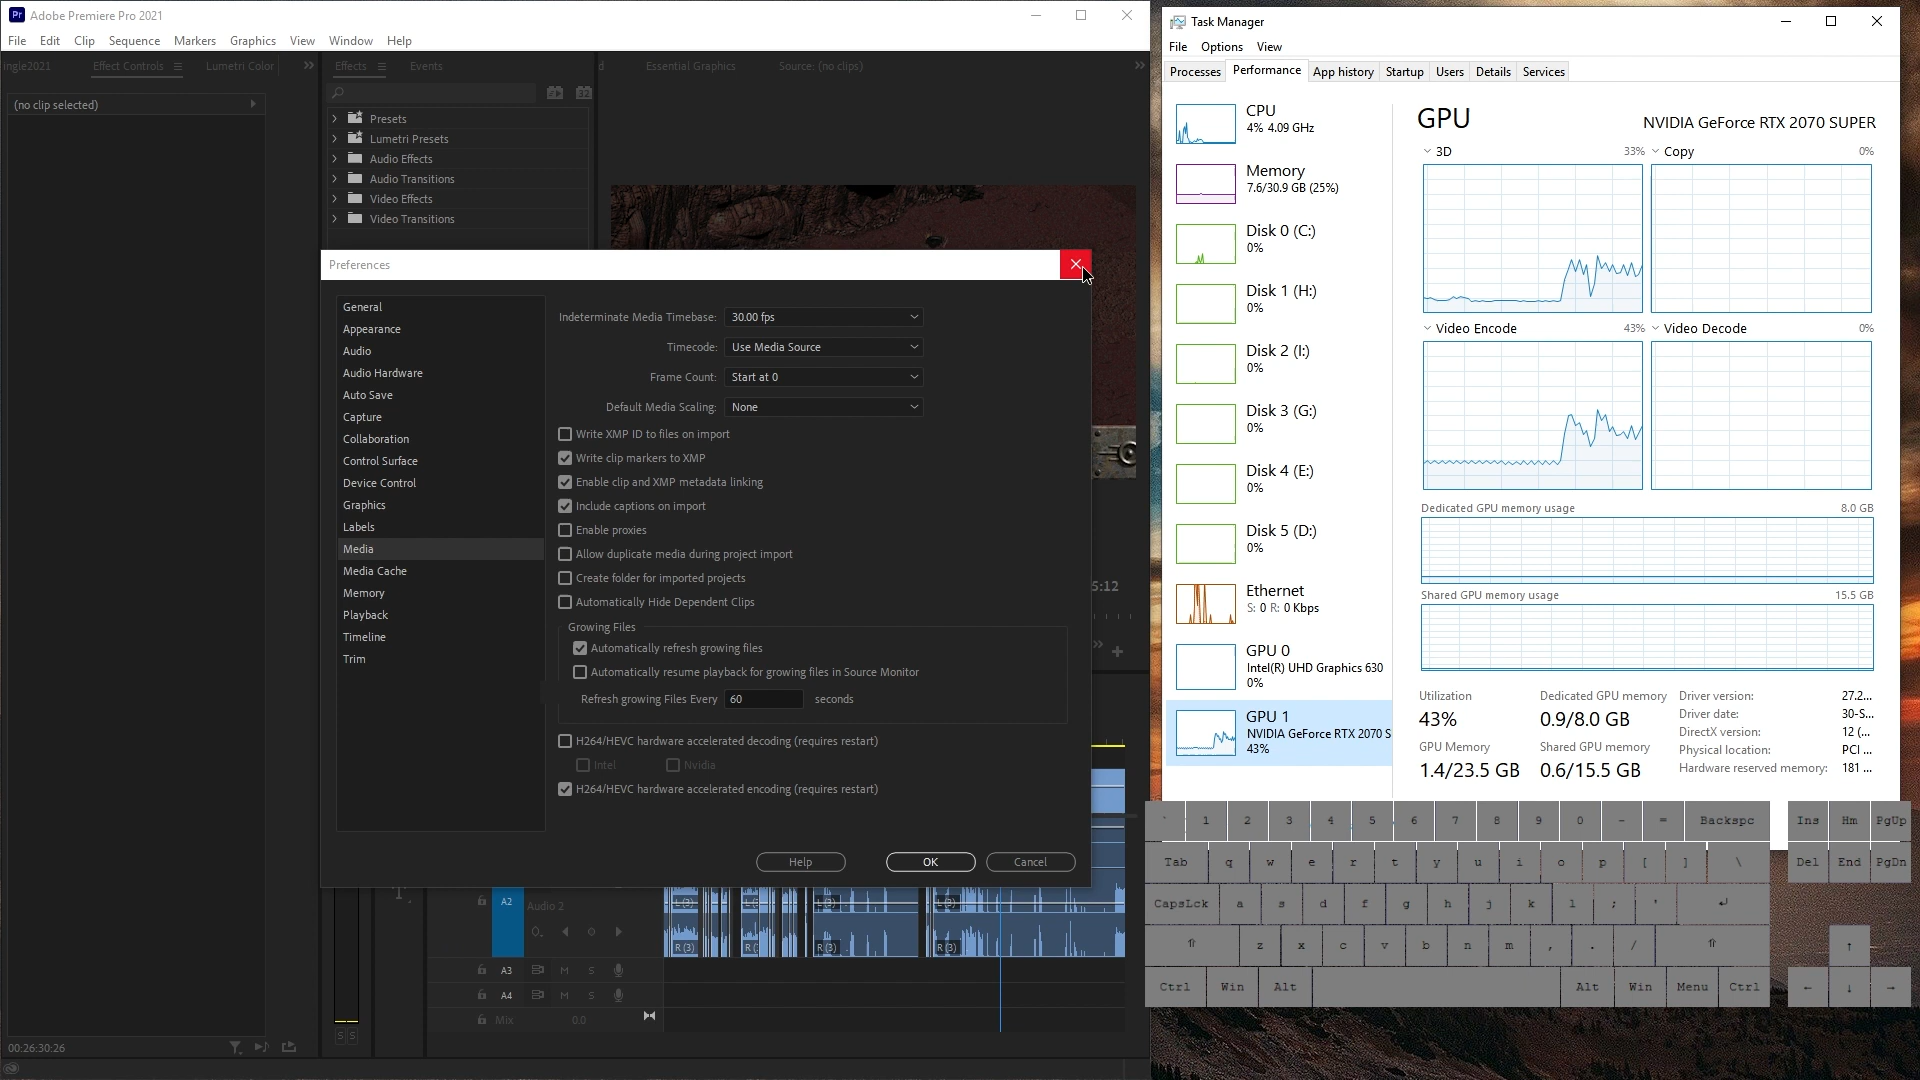 Adobe Premiere Pro 2021
File Edit Clip Sequence Markers Graphics View Window Help
ingle2021 Effect Controls Lumetri Color
Effects Events
d Essential Graphics Source: (no clips)
(no clip selected)
Presets
Lumetri Presets
Audio Effects
Audio Transitions
Video Effects
Video Transitions
Preferences
General
Appearance
Audio
Audio Hardware
Auto Save
Capture
Collaboration
Control Surface
Device Control
Graphics
Labels
Media
Media Cache
Memory
Playback
Timeline
Trim
Indeterminate Media Timebase: 30.00 fps
Timecode: Use Media Source
Frame Count: Start at 0
Default Media Scaling: None
Write XMP ID to files on import
Write clip markers to XMP
Enable clip and XMP metadata linking
Include captions on import
Enable proxies
Allow duplicate media during project import
Create folder for imported projects
Automatically Hide Dependent Clips
Growing Files
Automatically refresh growing files
Automatically resume playback for growing files in Source Monitor
Refresh growing Files Every 60 seconds
H264/HEVC hardware accelerated decoding (requires restart)
Intel Nvidia
H264/HEVC hardware accelerated encoding (requires restart)
Help OK Cancel
5:12
A2 Audio 2
L (3) L (3) L (3)
R (3) R (3) R (3)
A3 M S
A4 M S
Mix 0.0
S S
00:26:30:26
Task Manager
File Options View
Processes Performance App history Startup Users Details Services
CPU
4% 4.09 GHz
Memory
7.6/30.9 GB (25%)
Disk 0 (C:)
0%
Disk 1 (H:)
0%
Disk 2 (I:)
0%
Disk 3 (G:)
0%
Disk 4 (E:)
0%
Disk 5 (D:)
0%
Ethernet
S: 0 R: 0 Kbps
GPU 0
Intel(R) UHD Graphics 630
0%
GPU 1
NVIDIA GeForce RTX 2070 S
43%
GPU NVIDIA GeForce RTX 2070 SUPER
3D 33% Copy 0%
Video Encode 43% Video Decode 0%
Dedicated GPU memory usage 8.0 GB
Shared GPU memory usage 15.5 GB
Utilization
43%
Dedicated GPU memory
0.9/8.0 GB
GPU Memory
1.4/23.5 GB
Shared GPU memory
0.6/15.5 GB
Driver version: 27.2...
Driver date: 30-S...
DirectX version: 12 (...
Physical location: PCI ...
Hardware reserved memory: 181 ...
` 1 2 3 4 5 6 7 8 9 0 - = Backspc Ins Hm PgUp
Tab q w e r t y u i o p [ ] \ Del End PgDn
CapsLck a s d f g h j k l ; ' ↵
⇑ z x c v b n m , . / ⇑ ↑
Ctrl Win Alt Alt Win Menu Ctrl ← ↓ →